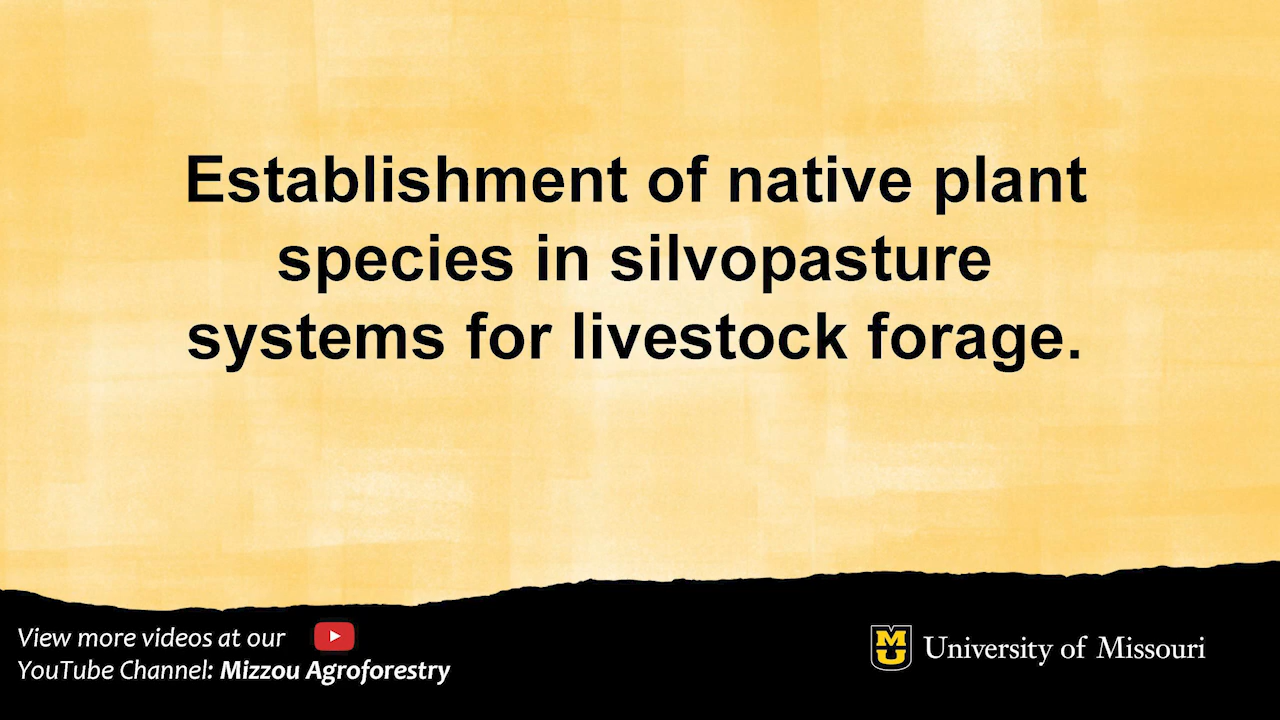 Establishment of native plant
species in silvopasture
systems for livestock forage.
View more videos at our
YouTube Channel: Mizzou Agroforestry
MU University of Missouri